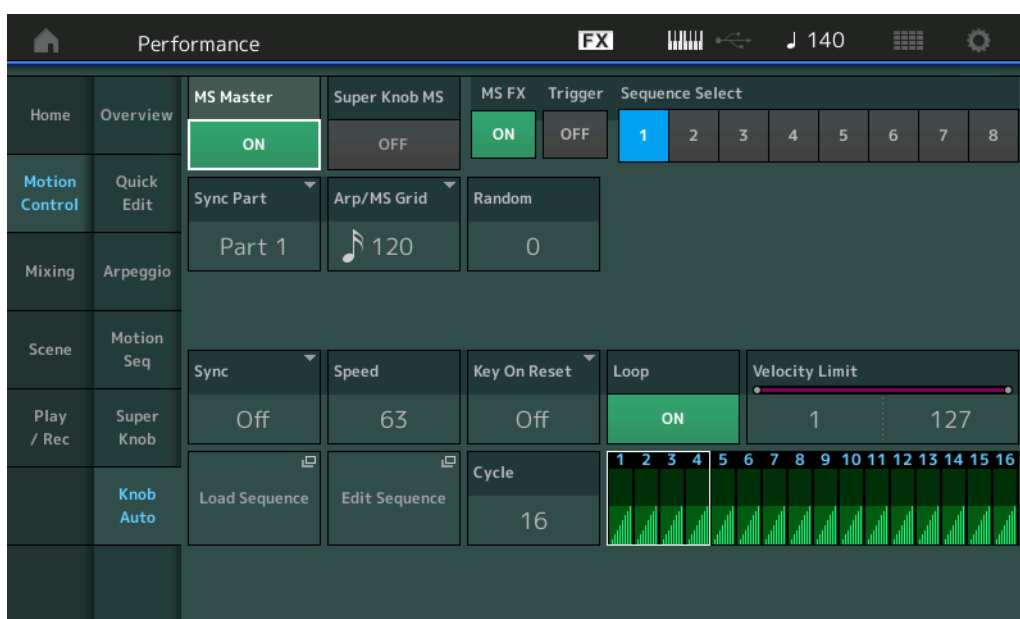 Performance
FX
140
Home
Motion
Control
Mixing
Scene
Play
/ Rec
Overview
Quick
Edit
Arpeggio
Motion
Seq
Super
Knob
Knob
Auto
MS Master
ON
Super Knob MS
OFF
MS FX
ON
Trigger
OFF
Sequence Select
1 2 3 4 5 6 7 8
Sync Part
Part 1
Arp/MS Grid
120
Random
0
Sync
Off
Speed
63
Key On Reset
Off
Loop
ON
Velocity Limit
1 127
Load Sequence
Edit Sequence
Cycle
16
1 2 3 4 5 6 7 8 9 10 11 12 13 14 15 16